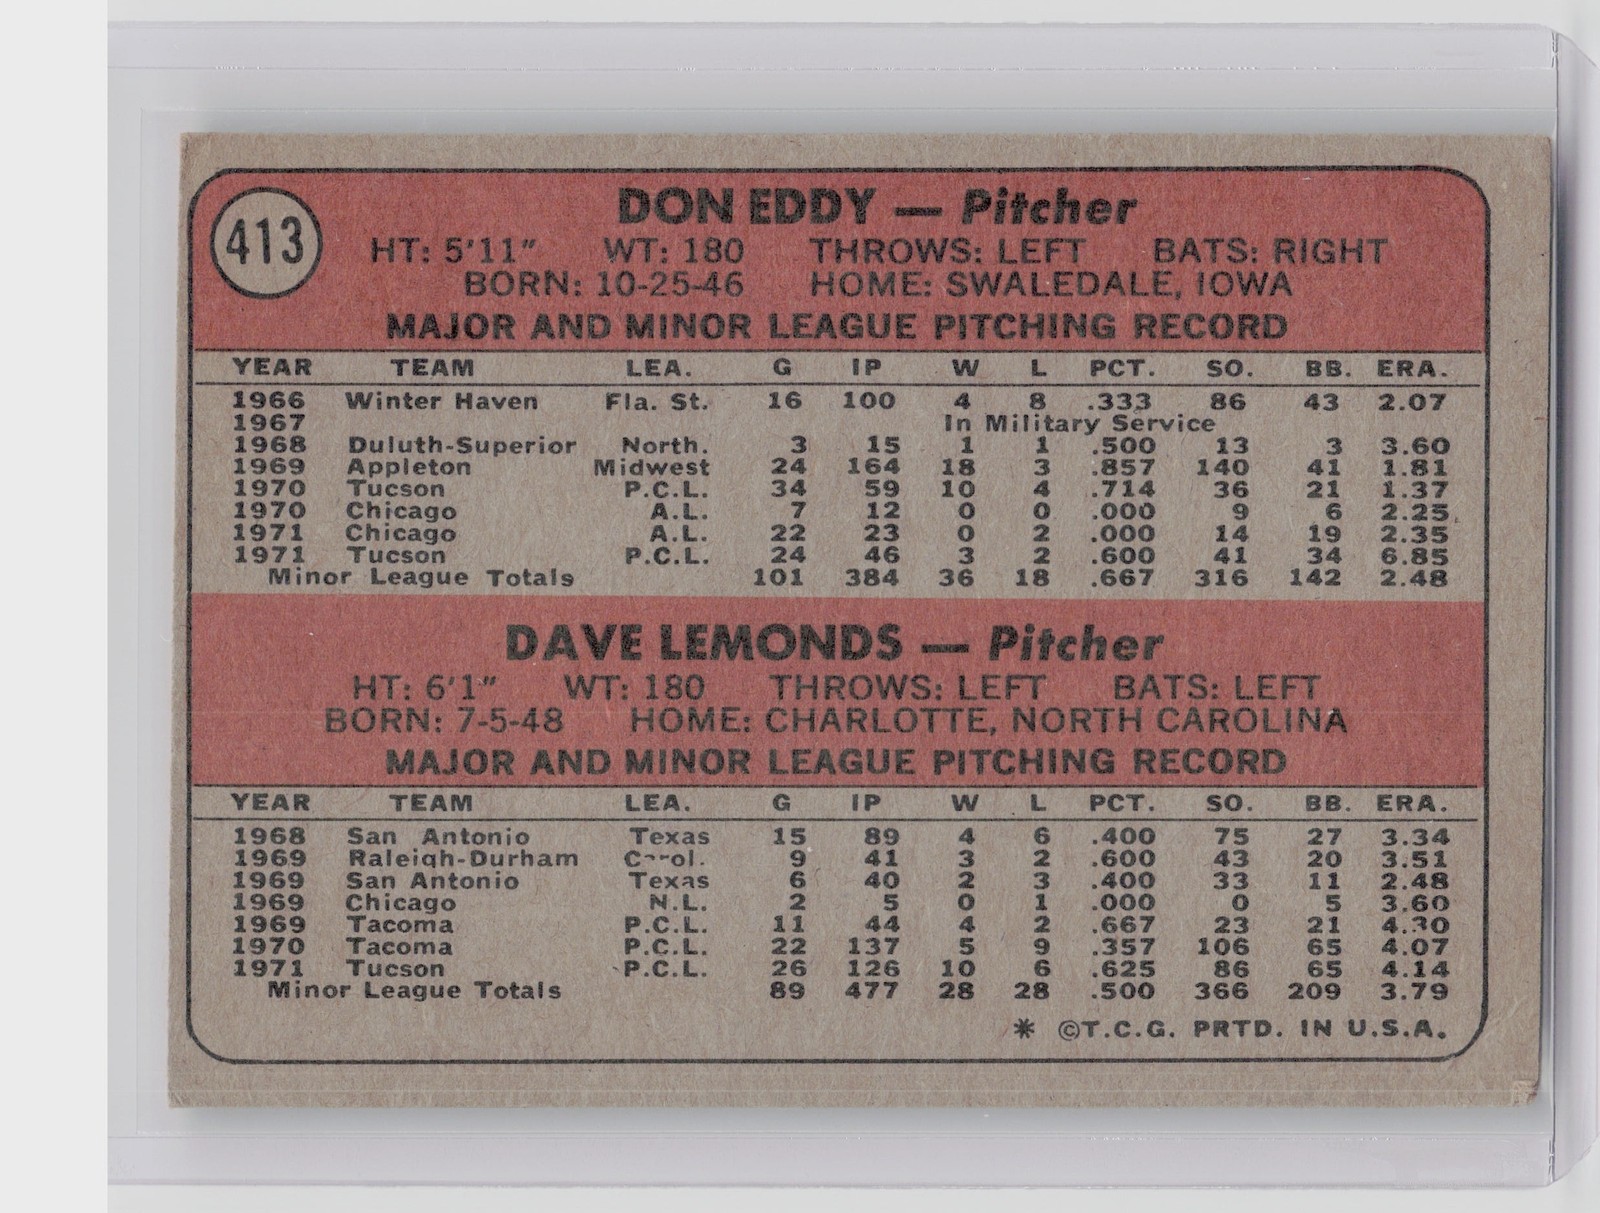 413
DON EDDY — Pitcher
HT: 5'11" WT: 180 THROWS: LEFT BATS: RIGHT
BORN: 10-25-46 HOME: SWALEDALE, IOWA
MAJOR AND MINOR LEAGUE PITCHING RECORD
YEAR TEAM LEA. G IP W L PCT. SO. BB. ERA.
1966 Winter Haven Fla. St. 16 100 4 8 .333 86 43 2.07
1967 In Military Service
1968 Duluth-Superior North. 3 15 1 1 .500 13 3 3.60
1969 Appleton Midwest 24 164 18 3 .857 140 41 1.81
1970 Tucson P.C.L. 34 59 10 4 .714 36 21 1.37
1970 Chicago A.L. 7 12 0 0 .000 9 6 2.25
1971 Chicago A.L. 22 23 0 2 .000 14 19 2.35
1971 Tucson P.C.L. 24 46 3 2 .600 41 34 6.85
Minor League Totals 101 384 36 18 .667 316 142 2.48
DAVE LEMONDS — Pitcher
HT: 6'1" WT: 180 THROWS: LEFT BATS: LEFT
BORN: 7-5-48 HOME: CHARLOTTE, NORTH CAROLINA
MAJOR AND MINOR LEAGUE PITCHING RECORD
YEAR TEAM LEA. G IP W L PCT. SO. BB. ERA.
1968 San Antonio Texas 15 89 4 6 .400 75 27 3.34
1969 Raleigh-Durham Carol. 9 41 3 2 .600 43 20 3.51
1969 San Antonio Texas 6 40 2 3 .400 33 11 2.48
1969 Chicago N.L. 2 5 0 1 .000 0 5 3.60
1969 Tacoma P.C.L. 11 44 4 2 .667 23 21 4.30
1970 Tacoma P.C.L. 22 137 5 9 .357 106 65 4.07
1971 Tucson P.C.L. 26 126 10 6 .625 86 65 4.14
Minor League Totals 89 477 28 28 .500 366 209 3.79
* ©T.C.G. PRTD. IN U.S.A.